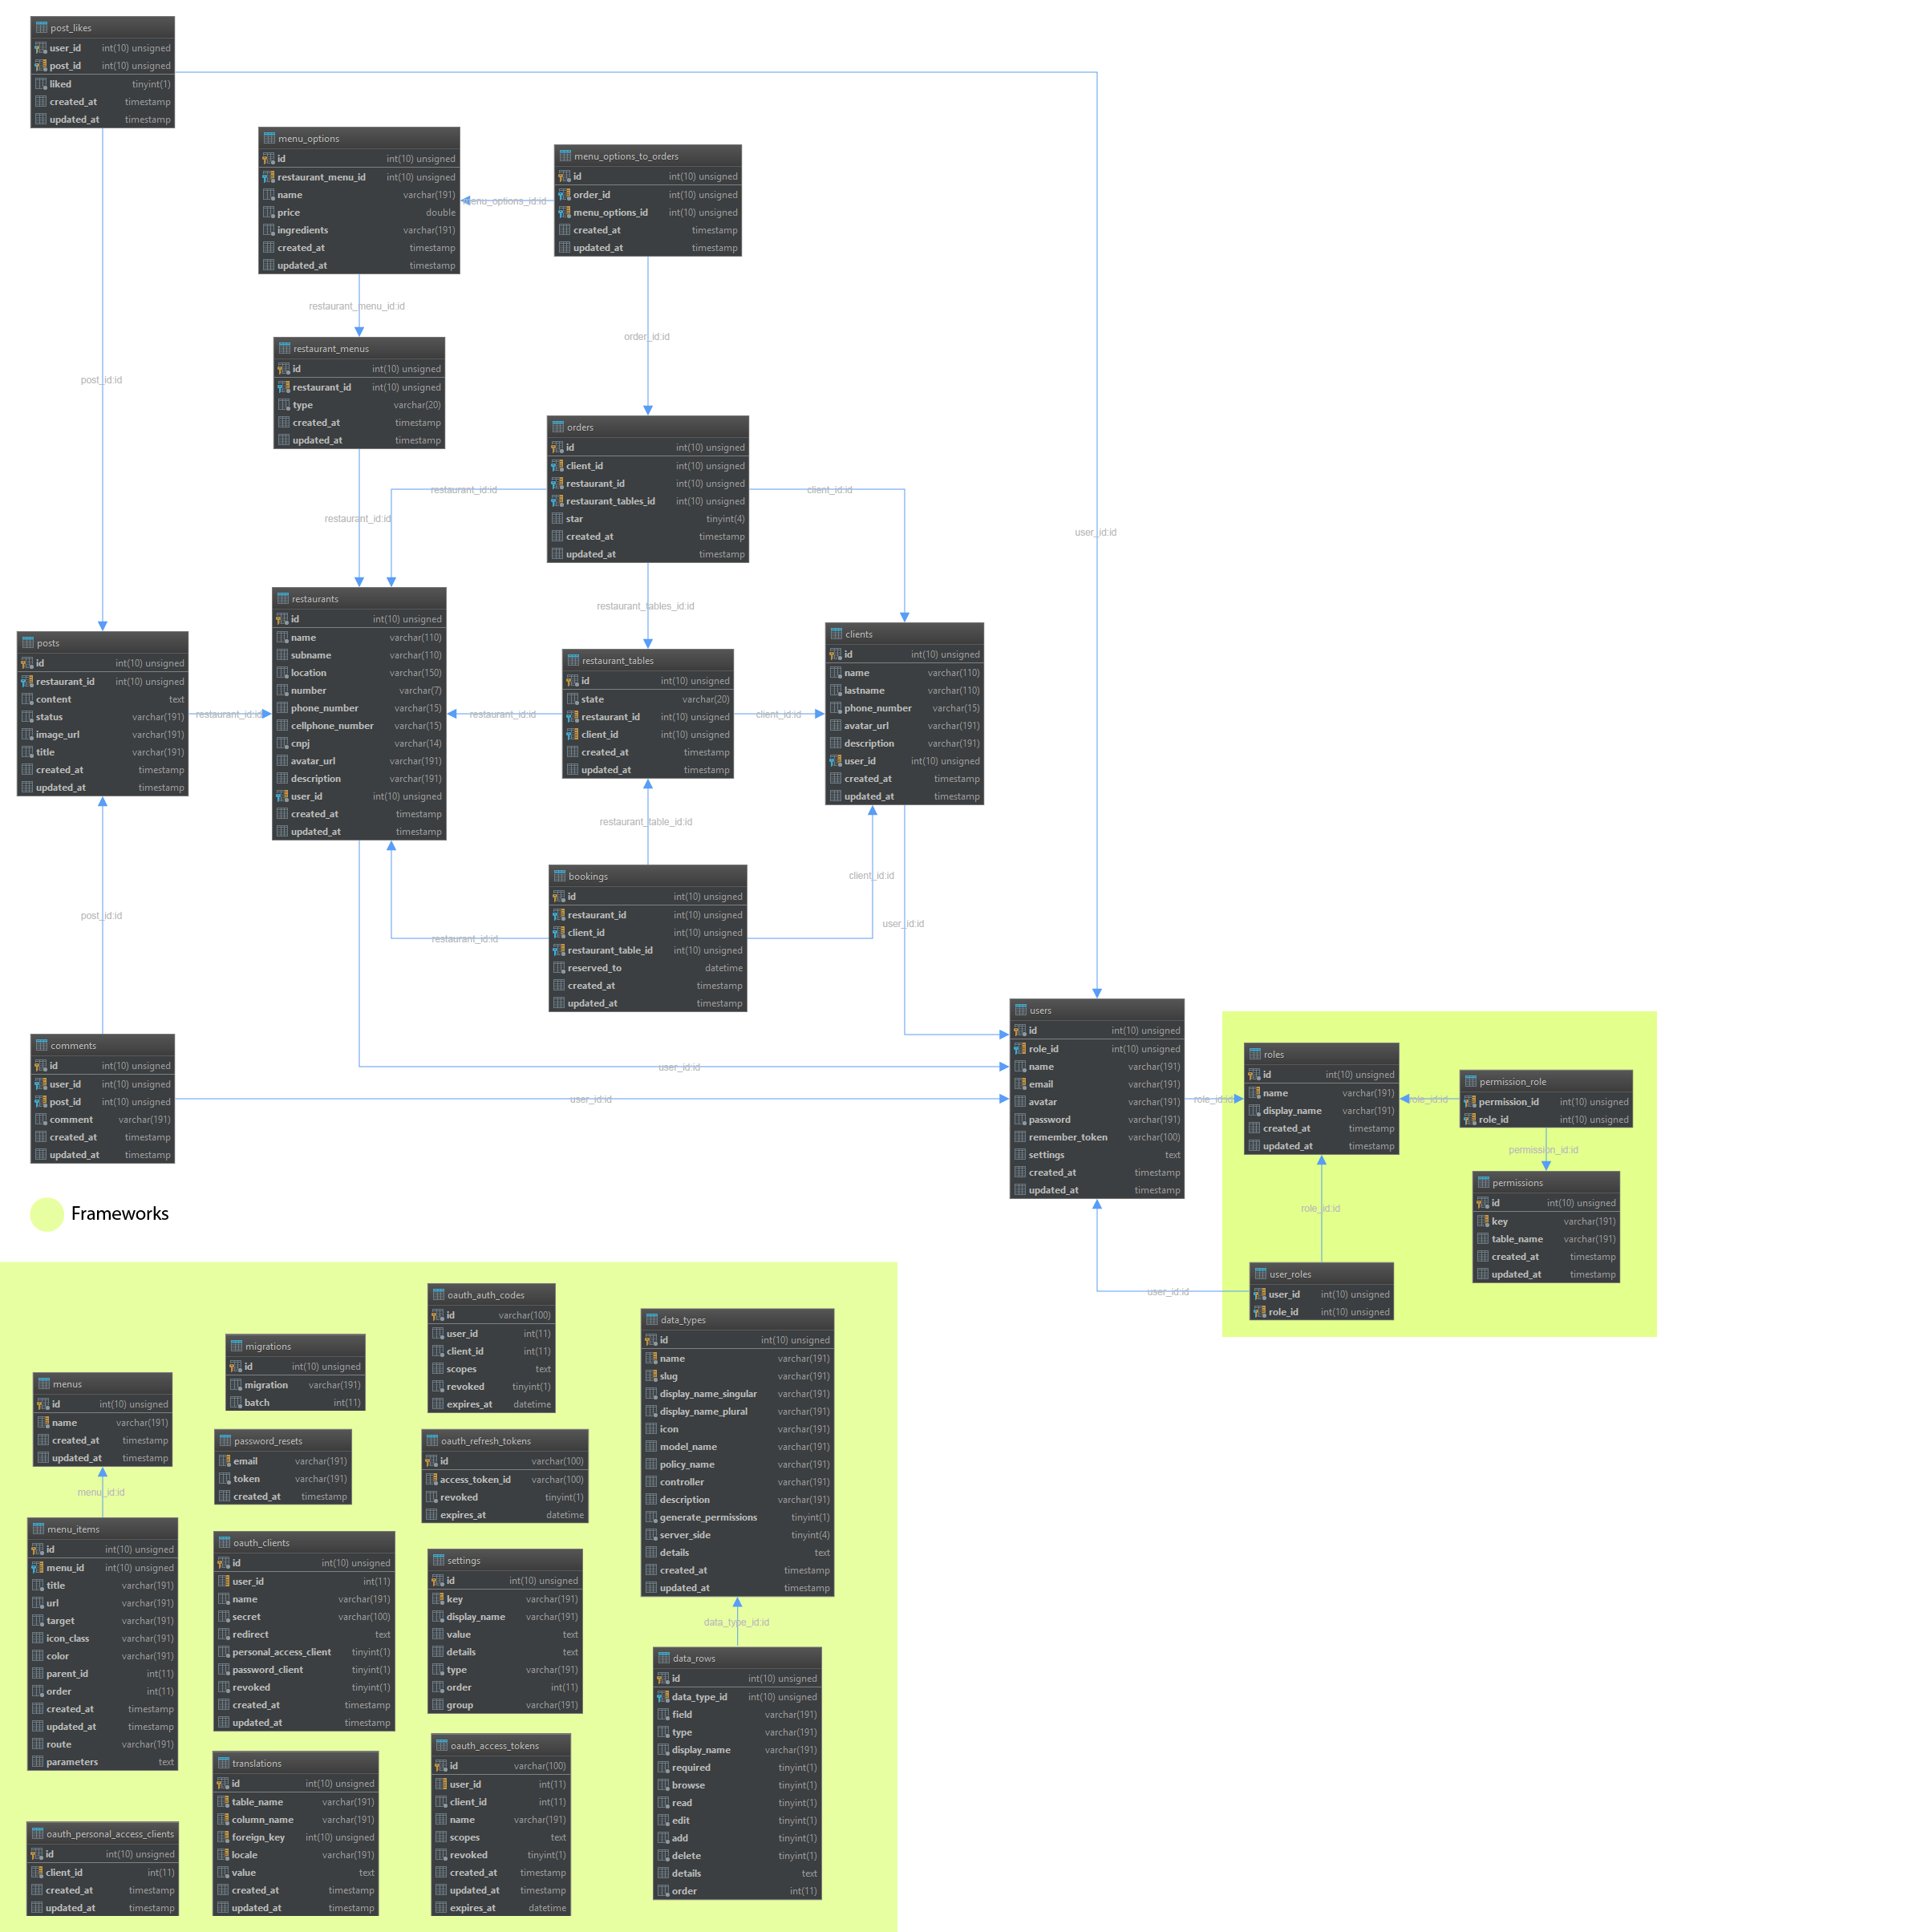 post_likes
user_id int(10) unsigned
post_id int(10) unsigned
liked tinyint(1)
created_at timestamp
updated_at timestamp
menu_options
id int(10) unsigned
restaurant_menu_id int(10) unsigned
name varchar(191)
price double
ingredients varchar(191)
created_at timestamp
updated_at timestamp
menu_options_id:id
menu_options_to_orders
id int(10) unsigned
order_id int(10) unsigned
menu_options_id int(10) unsigned
created_at timestamp
updated_at timestamp
restaurant_menu_id:id
order_id:id
post_id:id
restaurant_menus
id int(10) unsigned
restaurant_id int(10) unsigned
type varchar(20)
created_at timestamp
updated_at timestamp
orders
id int(10) unsigned
client_id int(10) unsigned
restaurant_id int(10) unsigned
restaurant_tables_id int(10) unsigned
star tinyint(4)
created_at timestamp
updated_at timestamp
restaurant_id:id
client_id:id
restaurant_id:id
user_id:id
restaurant_tables_id:id
posts
id int(10) unsigned
restaurant_id int(10) unsigned
content text
status varchar(191)
image_url varchar(191)
title varchar(191)
created_at timestamp
updated_at timestamp
restaurant_id:id
restaurants
id int(10) unsigned
name varchar(110)
subname varchar(110)
location varchar(150)
number varchar(7)
phone_number varchar(15)
cellphone_number varchar(15)
cnpj varchar(14)
avatar_url varchar(191)
description varchar(191)
user_id int(10) unsigned
created_at timestamp
updated_at timestamp
restaurant_id:id
restaurant_tables
id int(10) unsigned
state varchar(20)
restaurant_id int(10) unsigned
client_id int(10) unsigned
created_at timestamp
updated_at timestamp
client_id:id
clients
id int(10) unsigned
name varchar(110)
lastname varchar(110)
phone_number varchar(15)
avatar_url varchar(191)
description varchar(191)
user_id int(10) unsigned
created_at timestamp
updated_at timestamp
restaurant_table_id:id
client_id:id
post_id:id
user_id:id
restaurant_id:id
bookings
id int(10) unsigned
restaurant_id int(10) unsigned
client_id int(10) unsigned
restaurant_table_id int(10) unsigned
reserved_to datetime
created_at timestamp
updated_at timestamp
comments
id int(10) unsigned
user_id int(10) unsigned
post_id int(10) unsigned
comment varchar(191)
created_at timestamp
updated_at timestamp
user_id:id
user_id:id
users
id int(10) unsigned
role_id int(10) unsigned
name varchar(191)
email varchar(191)
avatar varchar(191)
password varchar(191)
remember_token varchar(100)
settings text
created_at timestamp
updated_at timestamp
role_id:id
roles
id int(10) unsigned
name varchar(191)
display_name varchar(191)
created_at timestamp
updated_at timestamp
role_id:id
permission_role
permission_id int(10) unsigned
role_id int(10) unsigned
permission_id:id
permissions
id int(10) unsigned
key varchar(191)
table_name varchar(191)
created_at timestamp
updated_at timestamp
role_id:id
user_roles
user_id int(10) unsigned
role_id int(10) unsigned
user_id:id
Frameworks
menus
id int(10) unsigned
name varchar(191)
created_at timestamp
updated_at timestamp
menu_id:id
menu_items
id int(10) unsigned
menu_id int(10) unsigned
title varchar(191)
url varchar(191)
target varchar(191)
icon_class varchar(191)
color varchar(191)
parent_id int(11)
order int(11)
created_at timestamp
updated_at timestamp
route varchar(191)
parameters text
oauth_personal_access_clients
id int(10) unsigned
client_id int(11)
created_at timestamp
updated_at timestamp
migrations
id int(10) unsigned
migration varchar(191)
batch int(11)
password_resets
email varchar(191)
token varchar(191)
created_at timestamp
oauth_clients
id int(10) unsigned
user_id int(11)
name varchar(191)
secret varchar(100)
redirect text
personal_access_client tinyint(1)
password_client tinyint(1)
revoked tinyint(1)
created_at timestamp
updated_at timestamp
translations
id int(10) unsigned
table_name varchar(191)
column_name varchar(191)
foreign_key int(10) unsigned
locale varchar(191)
value text
created_at timestamp
updated_at timestamp
oauth_auth_codes
id varchar(100)
user_id int(11)
client_id int(11)
scopes text
revoked tinyint(1)
expires_at datetime
oauth_refresh_tokens
id varchar(100)
access_token_id varchar(100)
revoked tinyint(1)
expires_at datetime
settings
id int(10) unsigned
key varchar(191)
display_name varchar(191)
value text
details text
type varchar(191)
order int(11)
group varchar(191)
oauth_access_tokens
id varchar(100)
user_id int(11)
client_id int(11)
name varchar(191)
scopes text
revoked tinyint(1)
created_at timestamp
updated_at timestamp
expires_at datetime
data_types
id int(10) unsigned
name varchar(191)
slug varchar(191)
display_name_singular varchar(191)
display_name_plural varchar(191)
icon varchar(191)
model_name varchar(191)
policy_name varchar(191)
controller varchar(191)
description varchar(191)
generate_permissions tinyint(1)
server_side tinyint(4)
details text
created_at timestamp
updated_at timestamp
data_type_id:id
data_rows
id int(10) unsigned
data_type_id int(10) unsigned
field varchar(191)
type varchar(191)
display_name varchar(191)
required tinyint(1)
browse tinyint(1)
read tinyint(1)
edit tinyint(1)
add tinyint(1)
delete tinyint(1)
details text
order int(11)